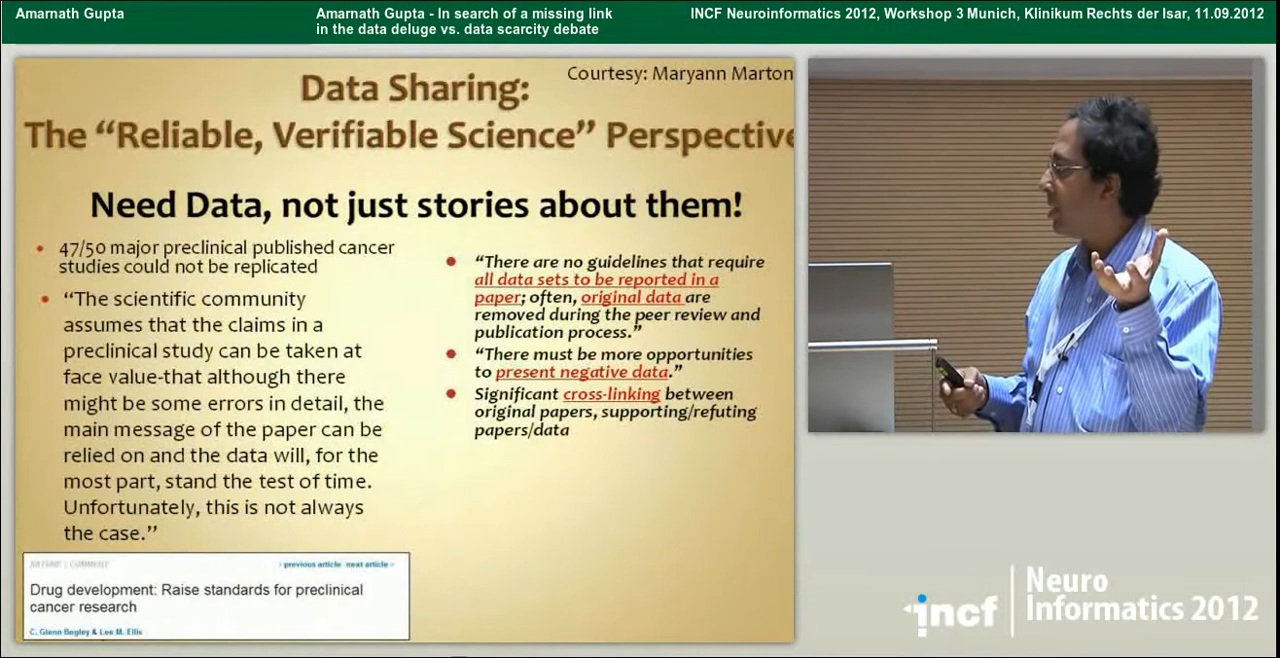 Amarnath Gupta
Amarnath Gupta - In search of a missing link
in the data deluge vs. data scarcity debate
INCF Neuroinformatics 2012, Workshop 3 Munich, Klinikum Rechts der Isar, 11.09.2012
Courtesy: Maryann Marton
Data Sharing:
The “Reliable, Verifiable Science” Perspective
Need Data, not just stories about them!
• 47/50 major preclinical published cancer
studies could not be replicated
• “The scientific community
assumes that the claims in a
preclinical study can be taken at
face value-that although there
might be some errors in detail, the
main message of the paper can be
relied on and the data will, for the
most part, stand the test of time.
Unfortunately, this is not always
the case.”
NATURE | COMMENT
‹ previous article next article ›
Drug development: Raise standards for preclinical
cancer research
C. Glenn Begley & Lee M. Ellis
• “There are no guidelines that require
all data sets to be reported in a
paper; often, original data are
removed during the peer review and
publication process.”
• “There must be more opportunities
to present negative data.”
• Significant cross-linking between
original papers, supporting/refuting
papers/data
incf
Neuro
Informatics 2012